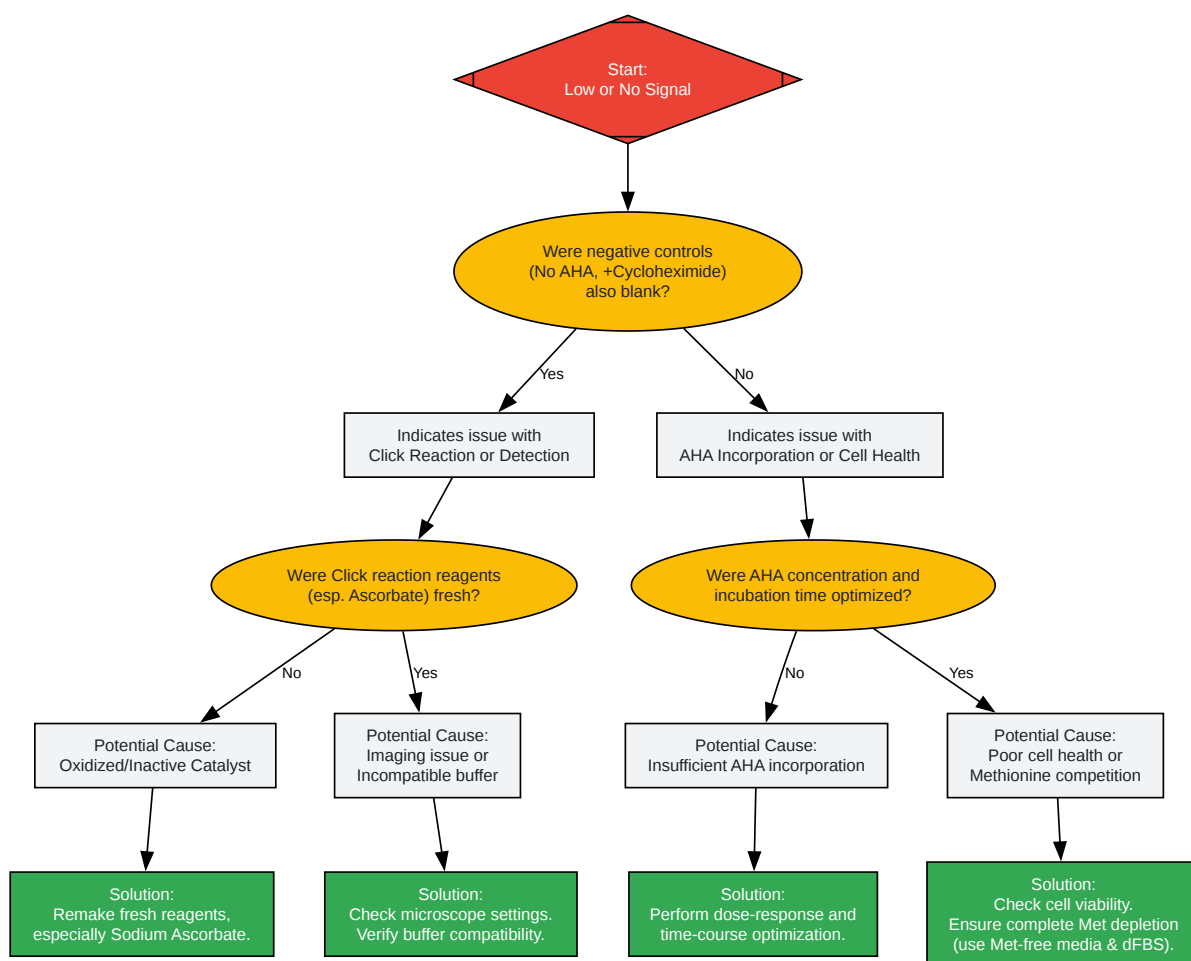 Start:
Low or No Signal
Were negative controls
(No AHA, +Cycloheximide)
also blank?
Yes
No
Indicates issue with
Click Reaction or Detection
Indicates issue with
AHA Incorporation or Cell Health
Were Click reaction reagents
(esp. Ascorbate) fresh?
Were AHA concentration and
incubation time optimized?
No
Yes
No
Yes
Potential Cause:
Oxidized/Inactive Catalyst
Potential Cause:
Imaging issue or
Incompatible buffer
Potential Cause:
Insufficient AHA incorporation
Potential Cause:
Poor cell health or
Methionine competition
Solution:
Remake fresh reagents,
especially Sodium Ascorbate.
Solution:
Check microscope settings.
Verify buffer compatibility.
Solution:
Perform dose-response and
time-course optimization.
Solution:
Check cell viability.
Ensure complete Met depletion
(use Met-free media & dFBS).